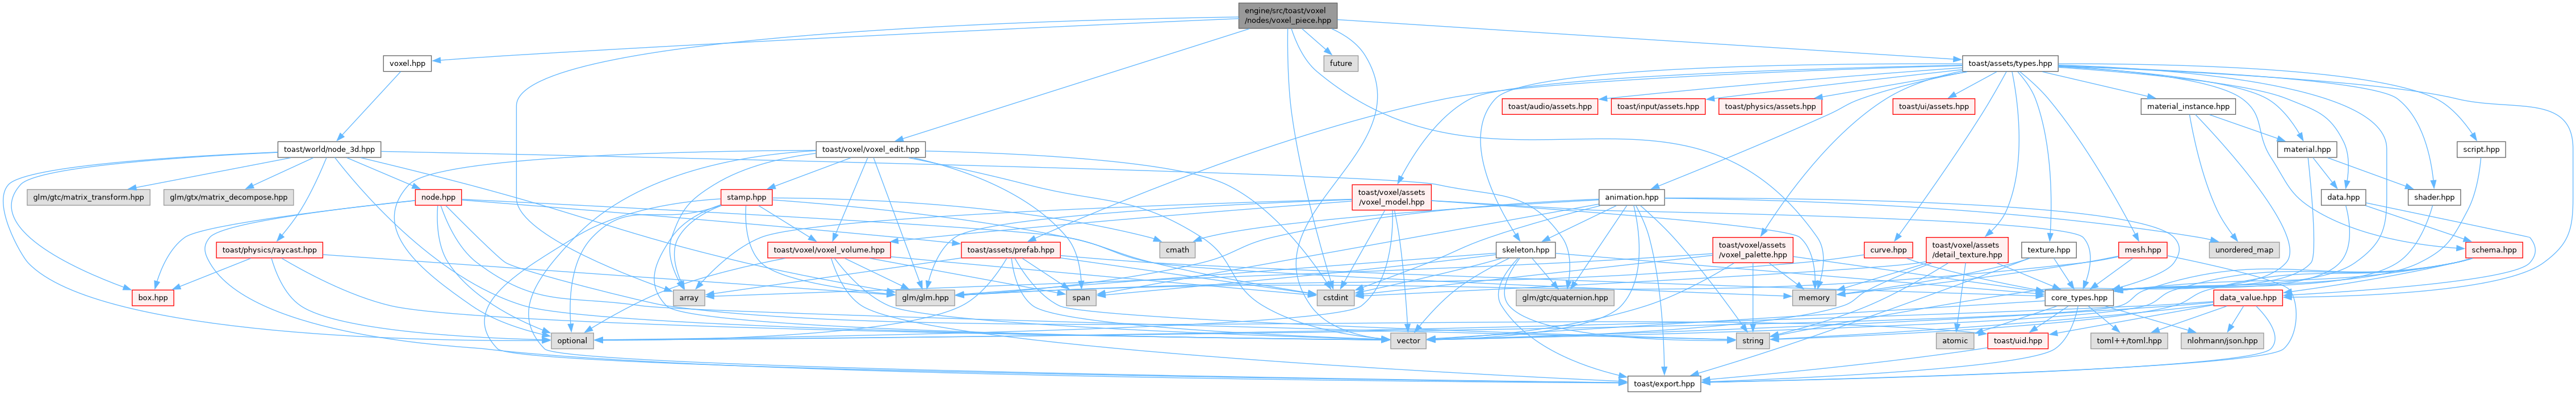 engine/src/toast/voxel
/nodes/voxel_piece.hpp
voxel.hpp
future
toast/assets/types.hpp
toast/audio/assets.hpp
toast/input/assets.hpp
toast/physics/assets.hpp
toast/ui/assets.hpp
material_instance.hpp
toast/world/node_3d.hpp
toast/voxel/voxel_edit.hpp
material.hpp
script.hpp
glm/gtc/matrix_transform.hpp
glm/gtx/matrix_decompose.hpp
node.hpp
stamp.hpp
toast/voxel/assets
/voxel_model.hpp
animation.hpp
data.hpp
shader.hpp
toast/physics/raycast.hpp
toast/voxel/voxel_volume.hpp
toast/assets/prefab.hpp
cmath
skeleton.hpp
toast/voxel/assets
/voxel_palette.hpp
curve.hpp
toast/voxel/assets
/detail_texture.hpp
texture.hpp
mesh.hpp
unordered_map
schema.hpp
box.hpp
array
glm/glm.hpp
span
cstdint
glm/gtc/quaternion.hpp
memory
core_types.hpp
data_value.hpp
optional
vector
string
atomic
toast/uid.hpp
toml++/toml.hpp
nlohmann/json.hpp
toast/export.hpp